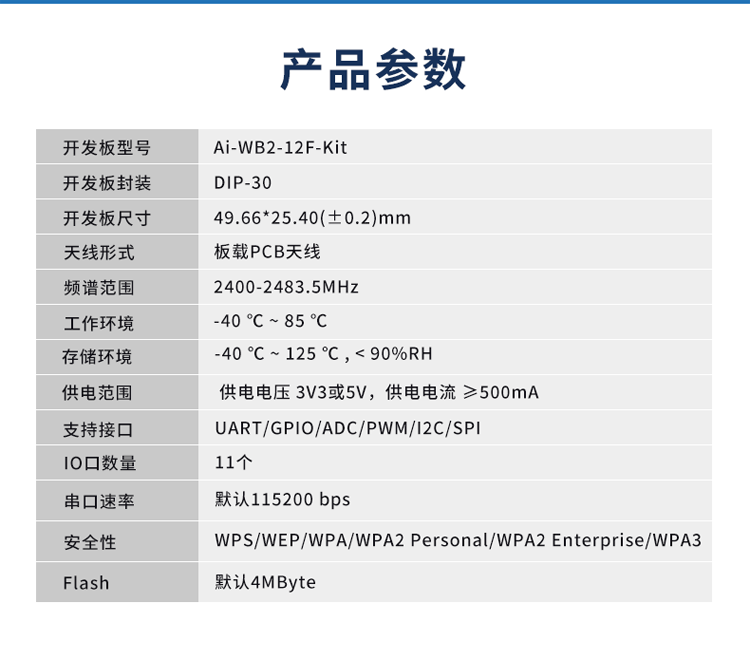 产品参数
开发板型号 Ai-WB2-12F-Kit
开发板封装 DIP-30
开发板尺寸 49.66*25.40(±0.2)mm
天线形式 板载PCB天线
频谱范围 2400-2483.5MHz
工作环境 -40 ℃ ~ 85 ℃
存储环境 -40 ℃ ~ 125 ℃ , < 90%RH
供电范围 供电电压 3V3或5V，供电电流 ≥500mA
支持接口 UART/GPIO/ADC/PWM/I2C/SPI
IO口数量 11个
串口速率 默认115200 bps
安全性 WPS/WEP/WPA/WPA2 Personal/WPA2 Enterprise/WPA3
Flash 默认4MByte